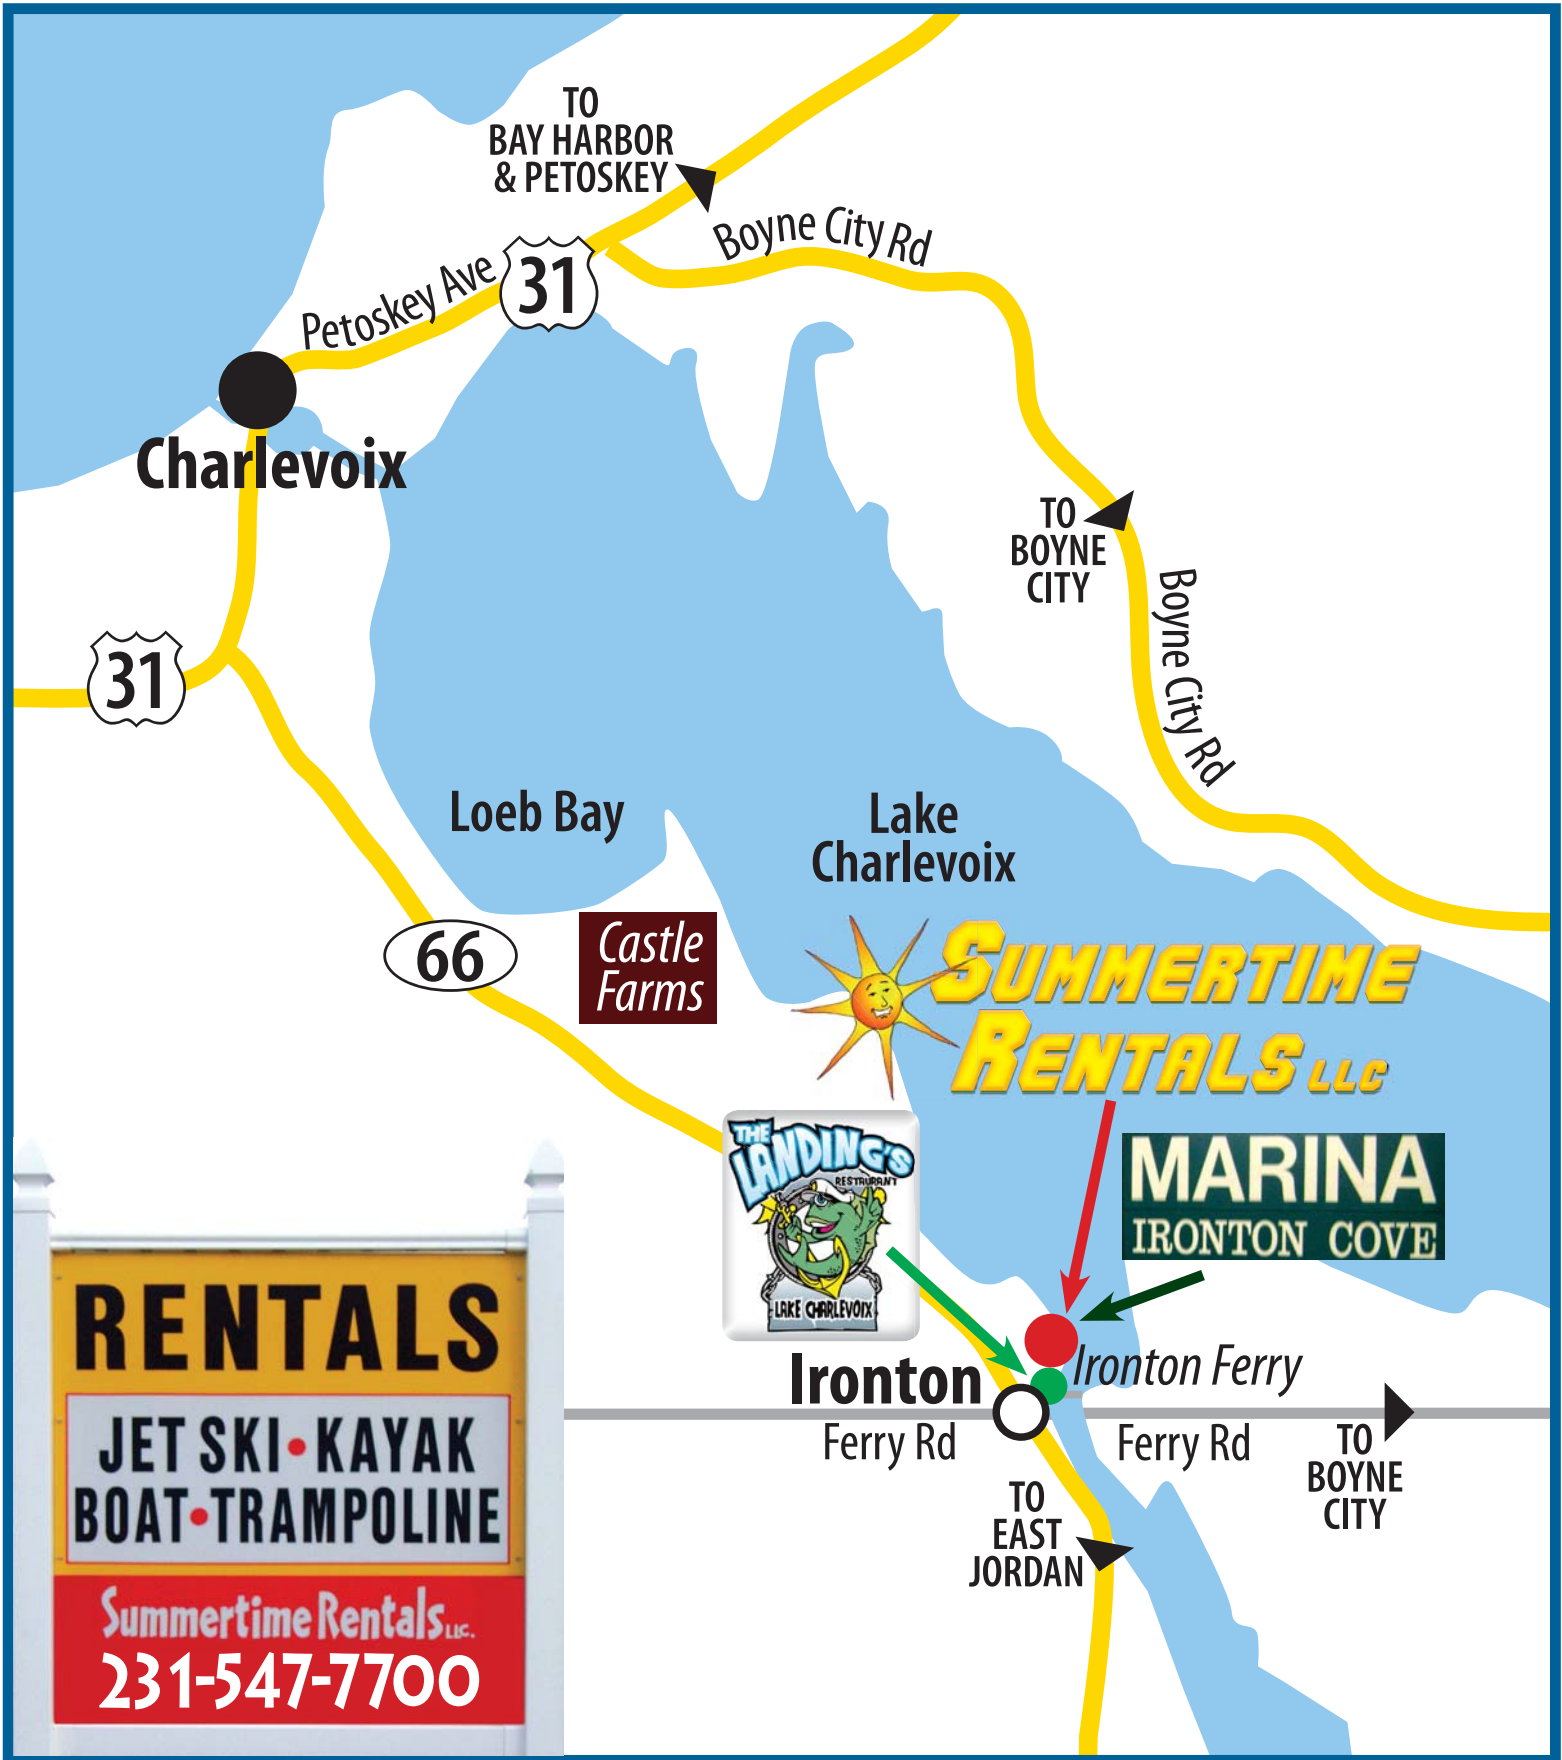 TO
BAY HARBOR
& PETOSKEY
Boyne City Rd
Petoskey Ave
31
Charlevoix
TO
BOYNE
CITY
Boyne City Rd
31
Loeb Bay
Lake
Charlevoix
66
Castle
Farms
SUMMERTIME
RENTALS LLC
THE
LANDING'S
RESTAURANT
LAKE CHARLEVOIX
MARINA
IRONTON COVE
Ironton
Ironton Ferry
Ferry Rd
Ferry Rd
TO
BOYNE
CITY
TO
EAST
JORDAN
RENTALS
JET SKI•KAYAK
BOAT•TRAMPOLINE
Summertime Rentals LLC.
231-547-7700